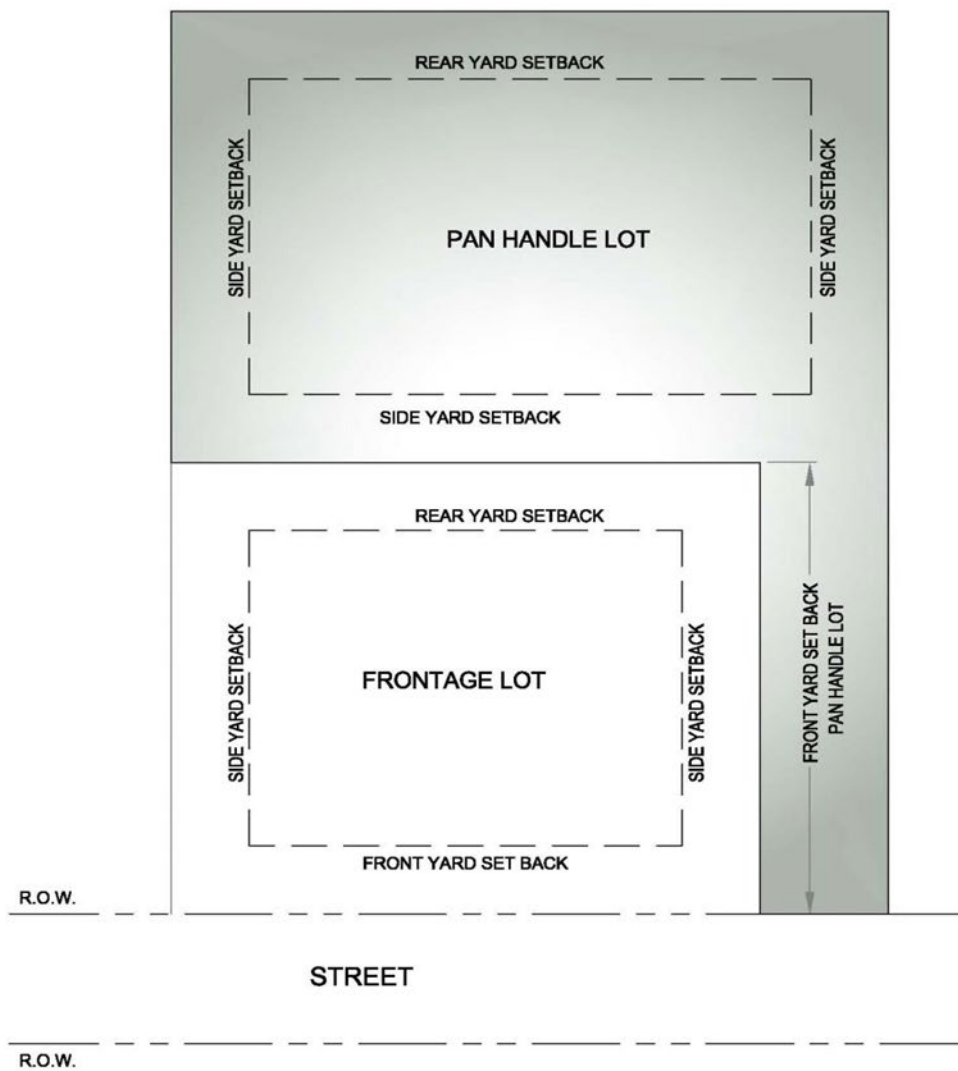 REAR YARD SETBACK
SIDE YARD SETBACK
PAN HANDLE LOT
SIDE YARD SETBACK
SIDE YARD SETBACK
REAR YARD SETBACK
SIDE YARD SETBACK
FRONTAGE LOT
SIDE YARD SETBACK
FRONT YARD SET BACK
PAN HANDLE LOT
FRONT YARD SET BACK
R.O.W.
STREET
R.O.W.